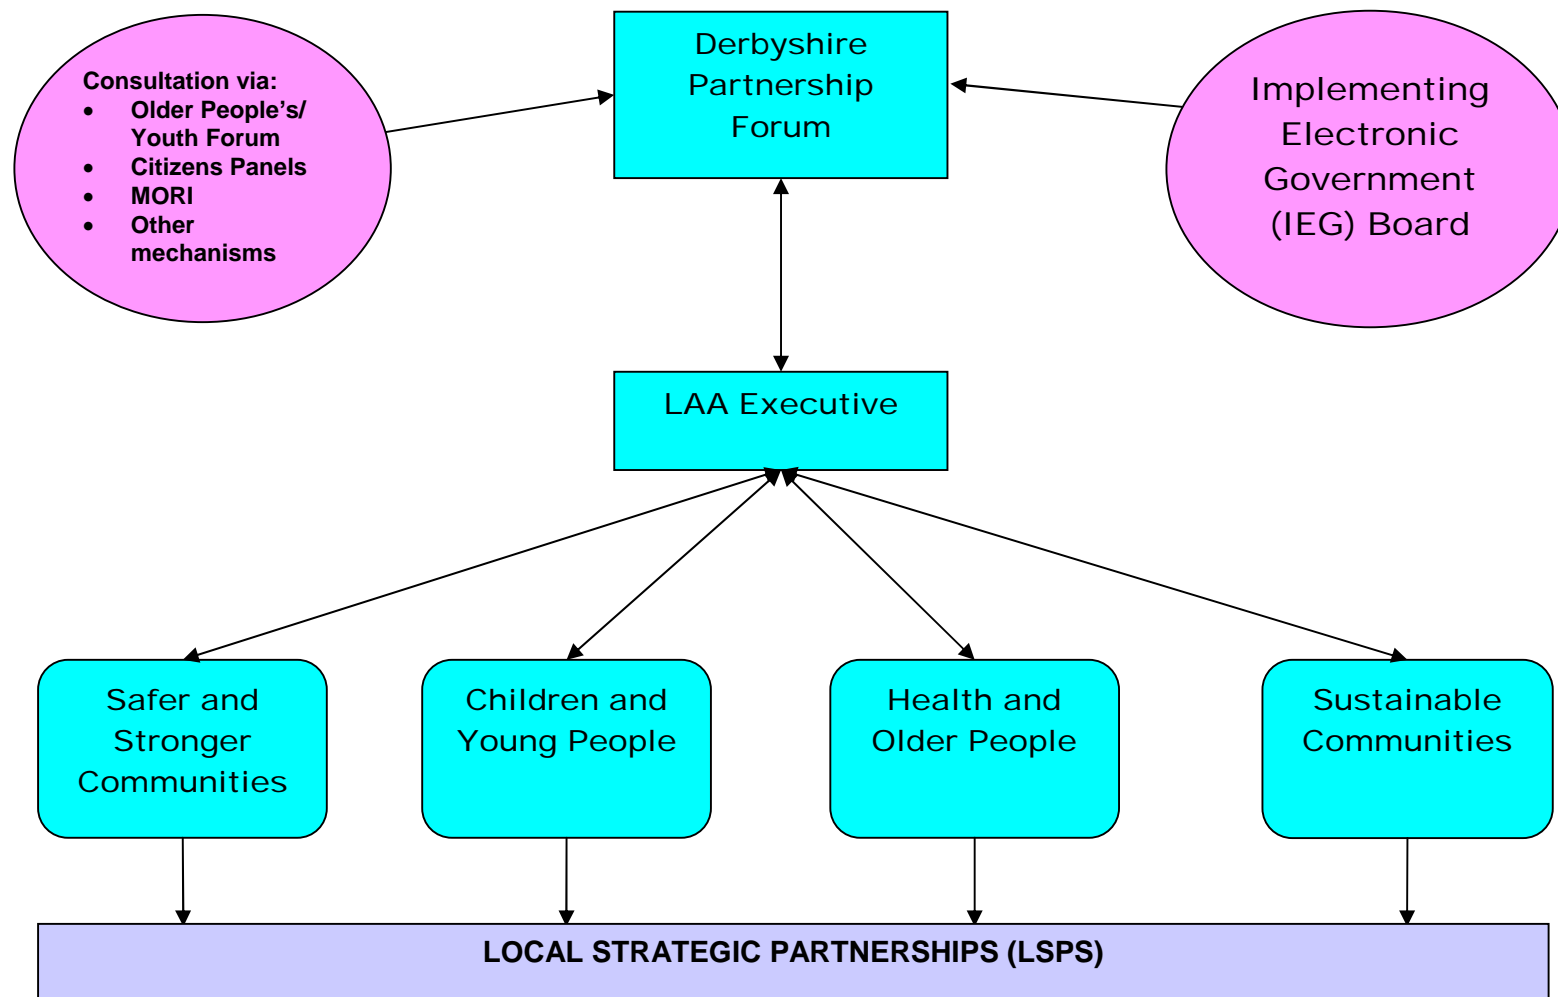 Consultation via:
• Older People's/
Youth Forum
• Citizens Panels
• MORI
• Other
mechanisms
Derbyshire
Partnership
Forum
Implementing
Electronic
Government
(IEG) Board
LAA Executive
Safer and
Stronger
Communities
Children and
Young People
Health and
Older People
Sustainable
Communities
LOCAL STRATEGIC PARTNERSHIPS (LSPS)